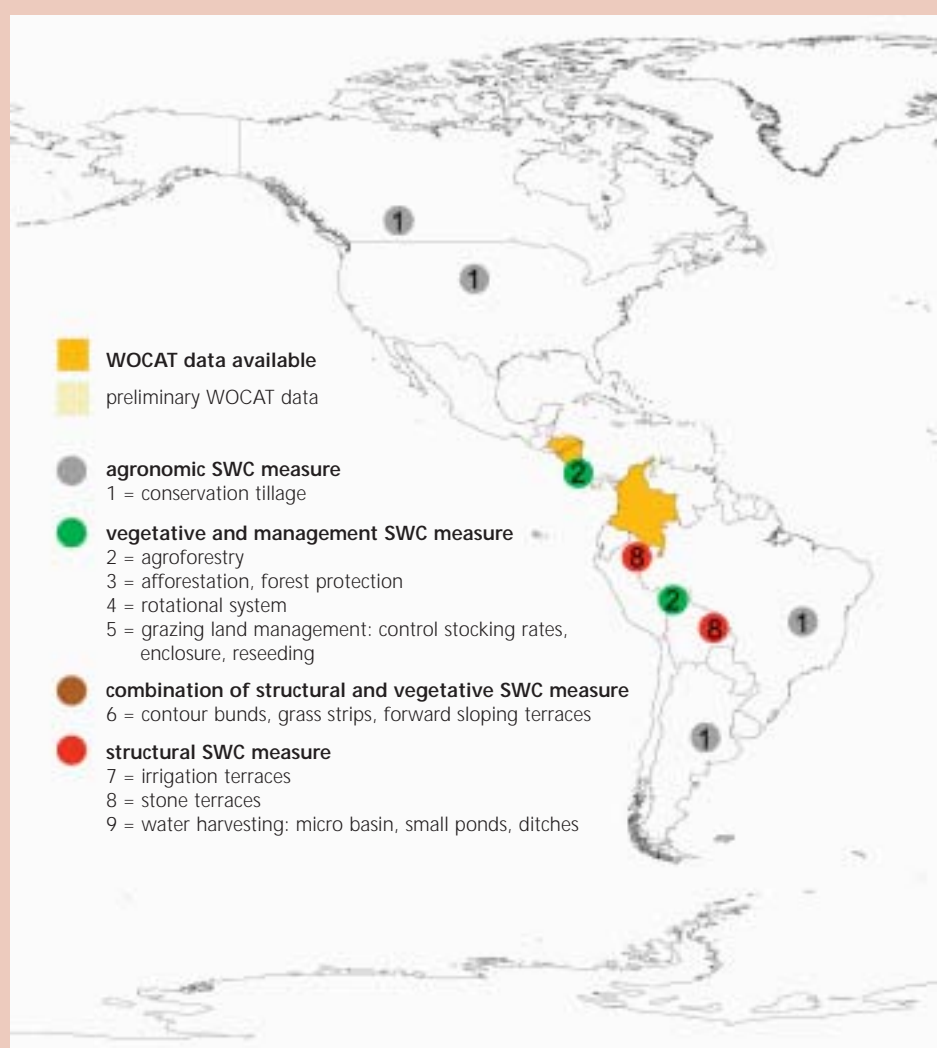 1
1
WOCAT data available
preliminary WOCAT data
agronomic SWC measure
1 = conservation tillage
2
vegetative and management SWC measure
2 = agroforestry
3 = afforestation, forest protection
4 = rotational system
5 = grazing land management: control stocking rates,
enclosure, reseeding
8
2
8
1
combination of structural and vegetative SWC measure
6 = contour bunds, grass strips, forward sloping terraces
structural SWC measure
7 = irrigation terraces
8 = stone terraces
9 = water harvesting: micro basin, small ponds, ditches
1